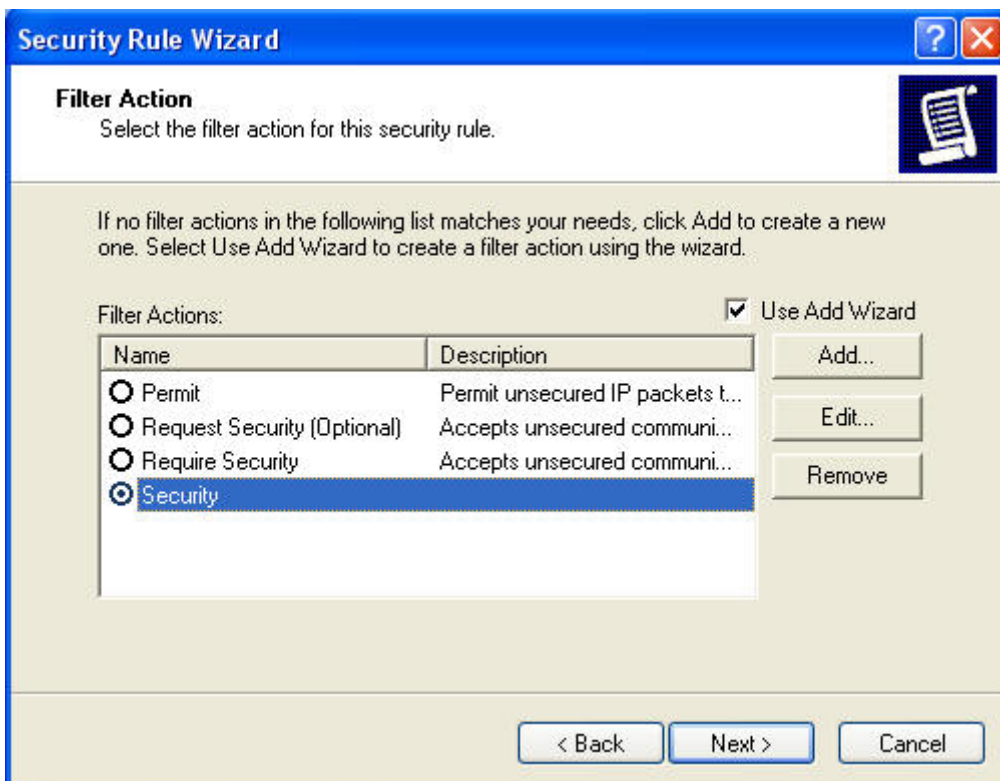 Security Rule Wizard
Filter Action
Select the filter action for this security rule.
If no filter actions in the following list matches your needs, click Add to create a new
one. Select Use Add Wizard to create a filter action using the wizard.
Filter Actions:
Use Add Wizard
Name Description
Add...
Permit Permit unsecured IP packets t...
Request Security (Optional) Accepts unsecured communi...
Edit...
Require Security Accepts unsecured communi...
Remove
Security
< Back Next > Cancel